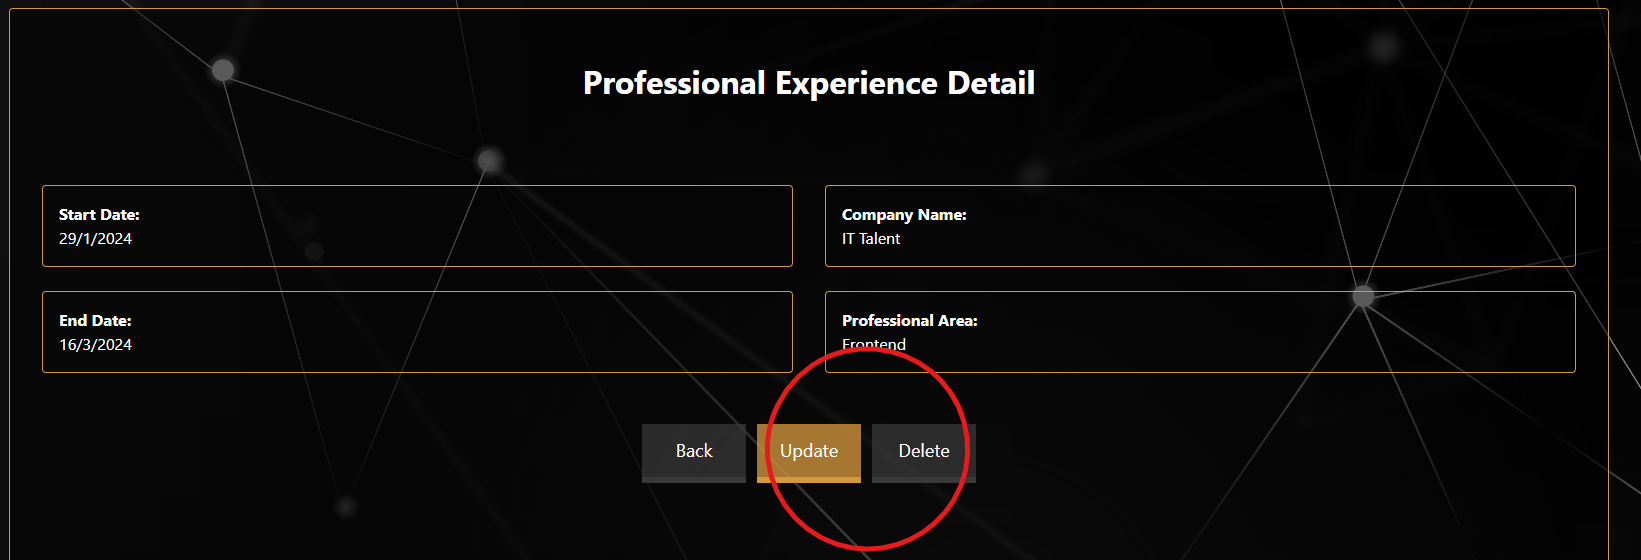 Professional Experience Detail
Start Date:
29/1/2024
Company Name:
IT Talent
End Date:
16/3/2024
Professional Area:
Frontend
Back
Update
Delete